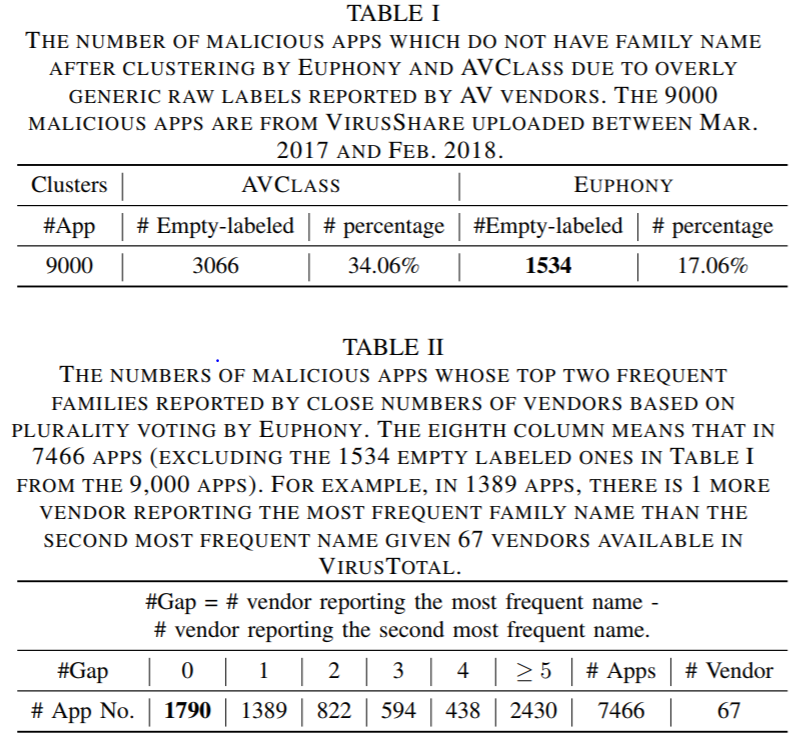 TABLE I
THE NUMBER OF MALICIOUS APPS WHICH DO NOT HAVE FAMILY NAME
AFTER CLUSTERING BY EUPHONY AND AVCLASS DUE TO OVERLY
GENERIC RAW LABELS REPORTED BY AV VENDORS. THE 9000
MALICIOUS APPS ARE FROM VIRUSSHARE UPLOADED BETWEEN MAR.
2017 AND FEB. 2018.
Clusters | AVCLASS | EUPHONY
#App | # Empty-labeled | # percentage | #Empty-labeled | # percentage
9000 | 3066 | 34.06% | 1534 | 17.06%
TABLE II
THE NUMBERS OF MALICIOUS APPS WHOSE TOP TWO FREQUENT
FAMILIES REPORTED BY CLOSE NUMBERS OF VENDORS BASED ON
PLURALITY VOTING BY EUPHONY. THE EIGHTH COLUMN MEANS THAT IN
7466 APPS (EXCLUDING THE 1534 EMPTY LABELED ONES IN TABLE I
FROM THE 9,000 APPS). FOR EXAMPLE, IN 1389 APPS, THERE IS 1 MORE
VENDOR REPORTING THE MOST FREQUENT FAMILY NAME THAN THE
SECOND MOST FREQUENT NAME GIVEN 67 VENDORS AVAILABLE IN
VIRUSTOTAL.
#Gap = # vendor reporting the most frequent name -
# vendor reporting the second most frequent name.
#Gap | 0 | 1 | 2 | 3 | 4 | ≥ 5 | # Apps | # Vendor
# App No. | 1790 | 1389 | 822 | 594 | 438 | 2430 | 7466 | 67